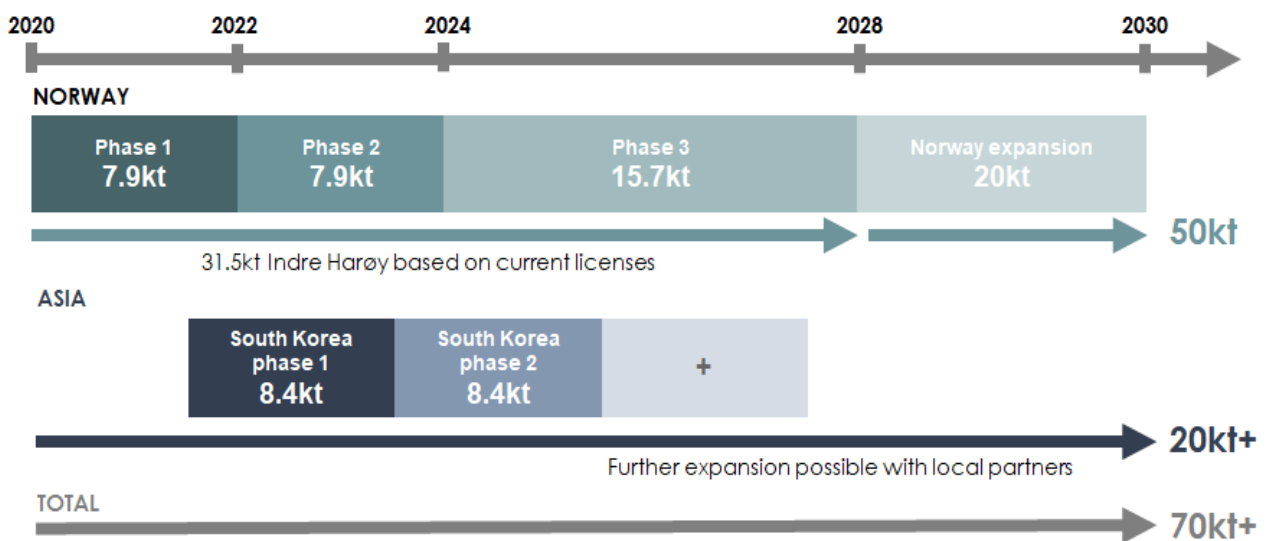 2020 2022 2024 2028 2030
NORWAY
Phase 1 Phase 2 Phase 3 Norway expansion
7.9kt 7.9kt 15.7kt 20kt
50kt
31.5kt Indre Harøy based on current licenses
ASIA
South Korea South Korea
phase 1 phase 2 +
8.4kt 8.4kt
20kt+
Further expansion possible with local partners
TOTAL
70kt+